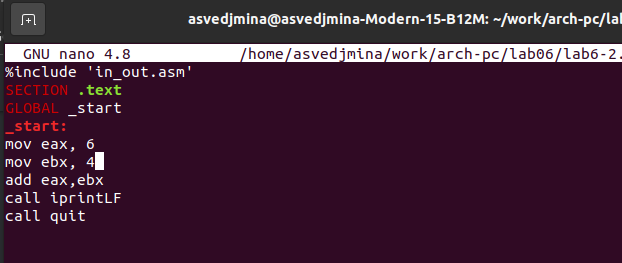 asvedjmina@asvedjmina-Modern-15-B12M: ~/work/arch-pc/lab
GNU nano 4.8 /home/asvedjmina/work/arch-pc/lab06/lab6-2.
%include 'in_out.asm'
SECTION .text
GLOBAL _start
_start:
mov eax, 6
mov ebx, 4
add eax,ebx
call iprintLF
call quit